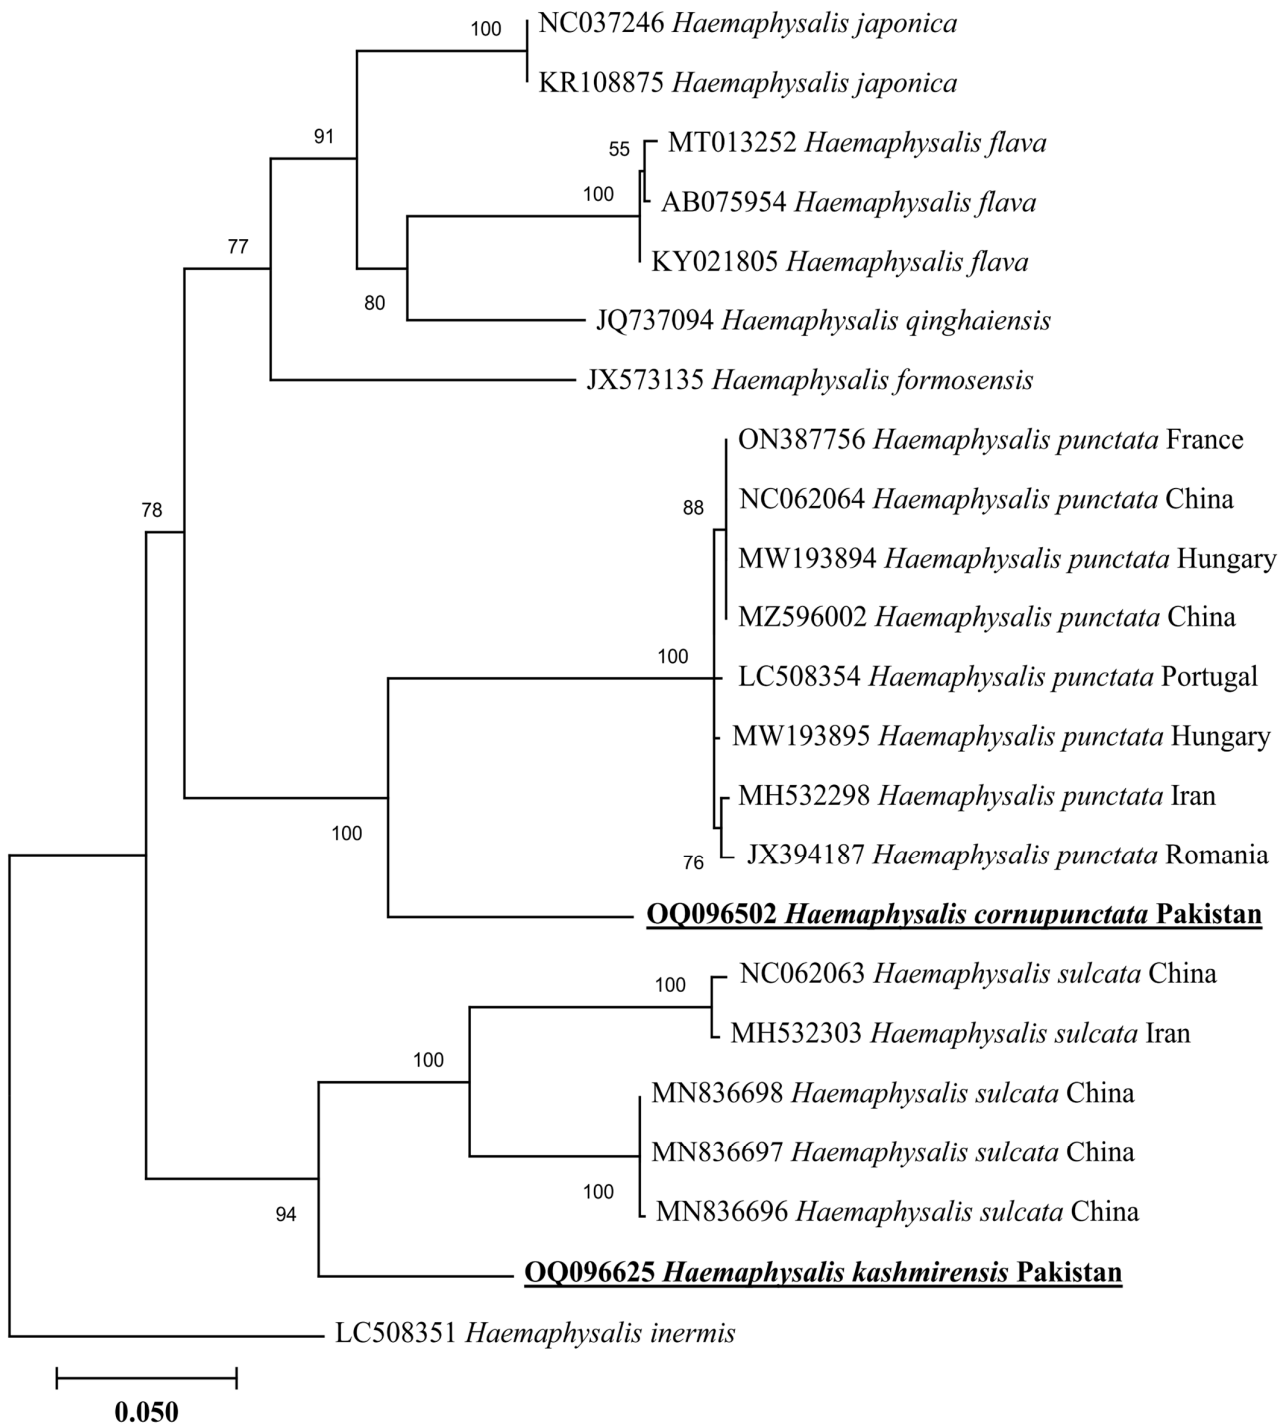 100
NC037246 Haemaphysalis japonica
KR108875 Haemaphysalis japonica
91
55
MT013252 Haemaphysalis flava
100
AB075954 Haemaphysalis flava
77
KY021805 Haemaphysalis flava
80
JQ737094 Haemaphysalis qinghaiensis
JX573135 Haemaphysalis formosensis
ON387756 Haemaphysalis punctata France
78
88
NC062064 Haemaphysalis punctata China
MW193894 Haemaphysalis punctata Hungary
MZ596002 Haemaphysalis punctata China
100
LC508354 Haemaphysalis punctata Portugal
MW193895 Haemaphysalis punctata Hungary
MH532298 Haemaphysalis punctata Iran
100
76
JX394187 Haemaphysalis punctata Romania
OQ096502 Haemaphysalis cornupunctata Pakistan
100
NC062063 Haemaphysalis sulcata China
MH532303 Haemaphysalis sulcata Iran
100
MN836698 Haemaphysalis sulcata China
MN836697 Haemaphysalis sulcata China
100
MN836696 Haemaphysalis sulcata China
94
OQ096625 Haemaphysalis kashmirensis Pakistan
LC508351 Haemaphysalis inermis
0.050